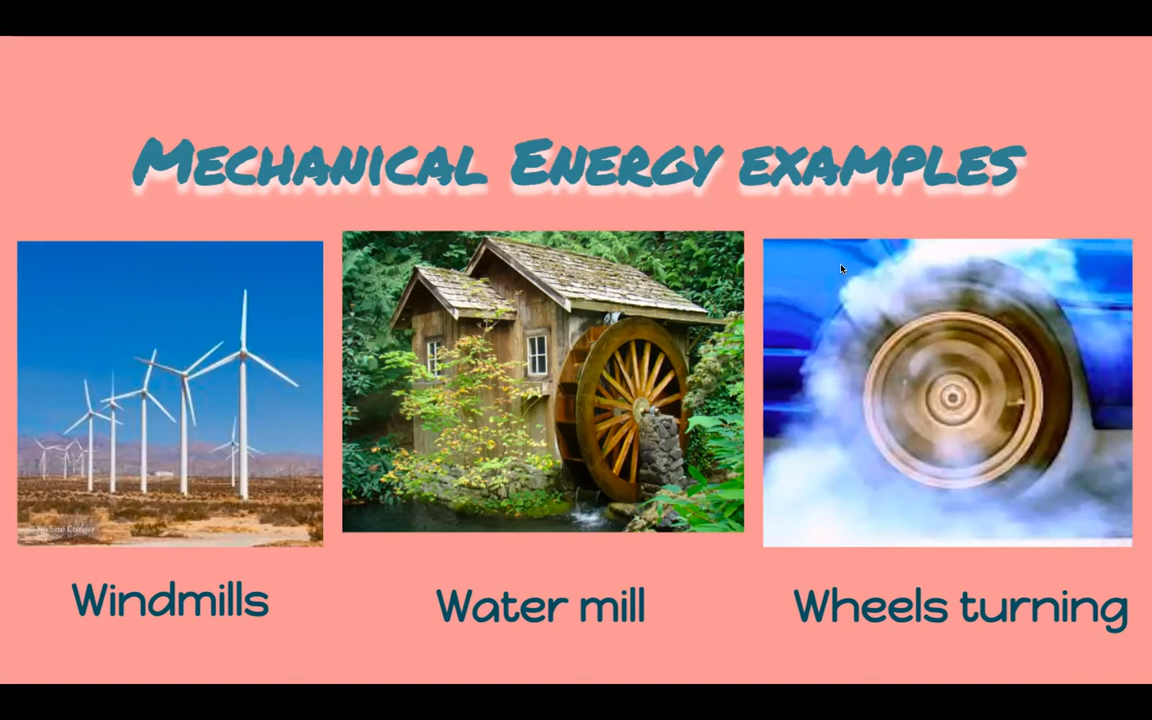 Mechanical Energy examples
Windmills
Water mill
Wheels turning